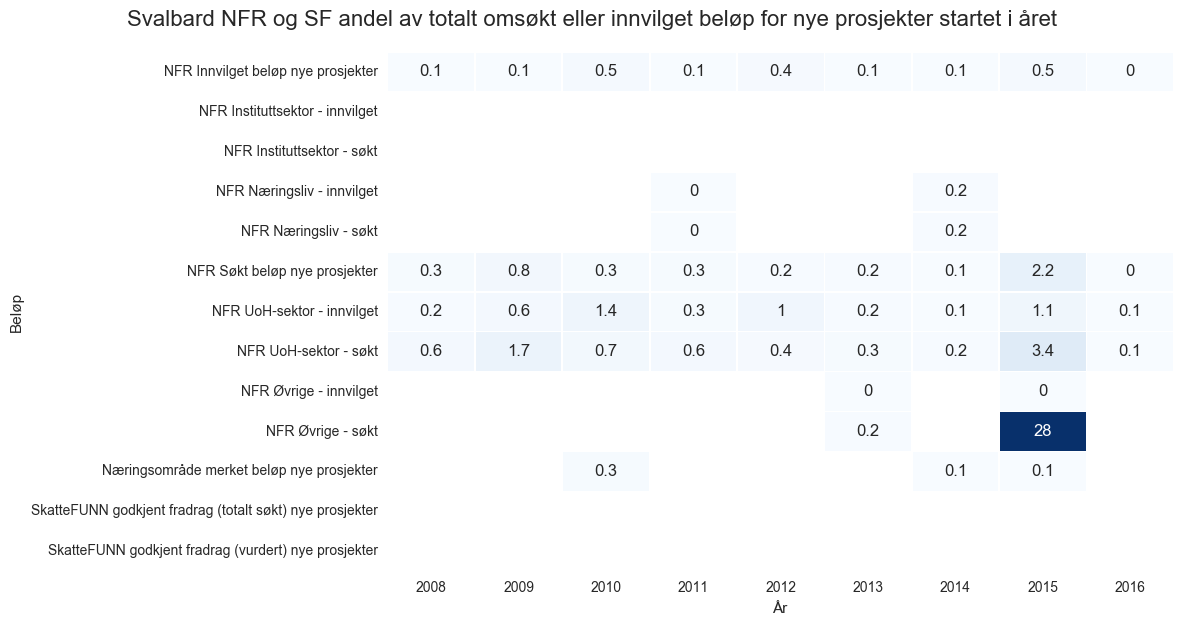 Svalbard NFR og SF andel av totalt omsøkt eller innvilget beløp for nye prosjekter startet i året
Beløp
NFR Innvilget beløp nye prosjekter 0.1 0.1 0.5 0.1 0.4 0.1 0.1 0.5 0
NFR Instituttsektor - innvilget
NFR Instituttsektor - søkt
NFR Næringsliv - innvilget 0 0.2
NFR Næringsliv - søkt 0 0.2
NFR Søkt beløp nye prosjekter 0.3 0.8 0.3 0.3 0.2 0.2 0.1 2.2 0
NFR UoH-sektor - innvilget 0.2 0.6 1.4 0.3 1 0.2 0.1 1.1 0.1
NFR UoH-sektor - søkt 0.6 1.7 0.7 0.6 0.4 0.3 0.2 3.4 0.1
NFR Øvrige - innvilget 0 0
NFR Øvrige - søkt 0.2 28
Næringsområde merket beløp nye prosjekter 0.3 0.1 0.1
SkatteFUNN godkjent fradrag (totalt søkt) nye prosjekter
SkatteFUNN godkjent fradrag (vurdert) nye prosjekter
2008 2009 2010 2011 2012 2013 2014 2015 2016
År